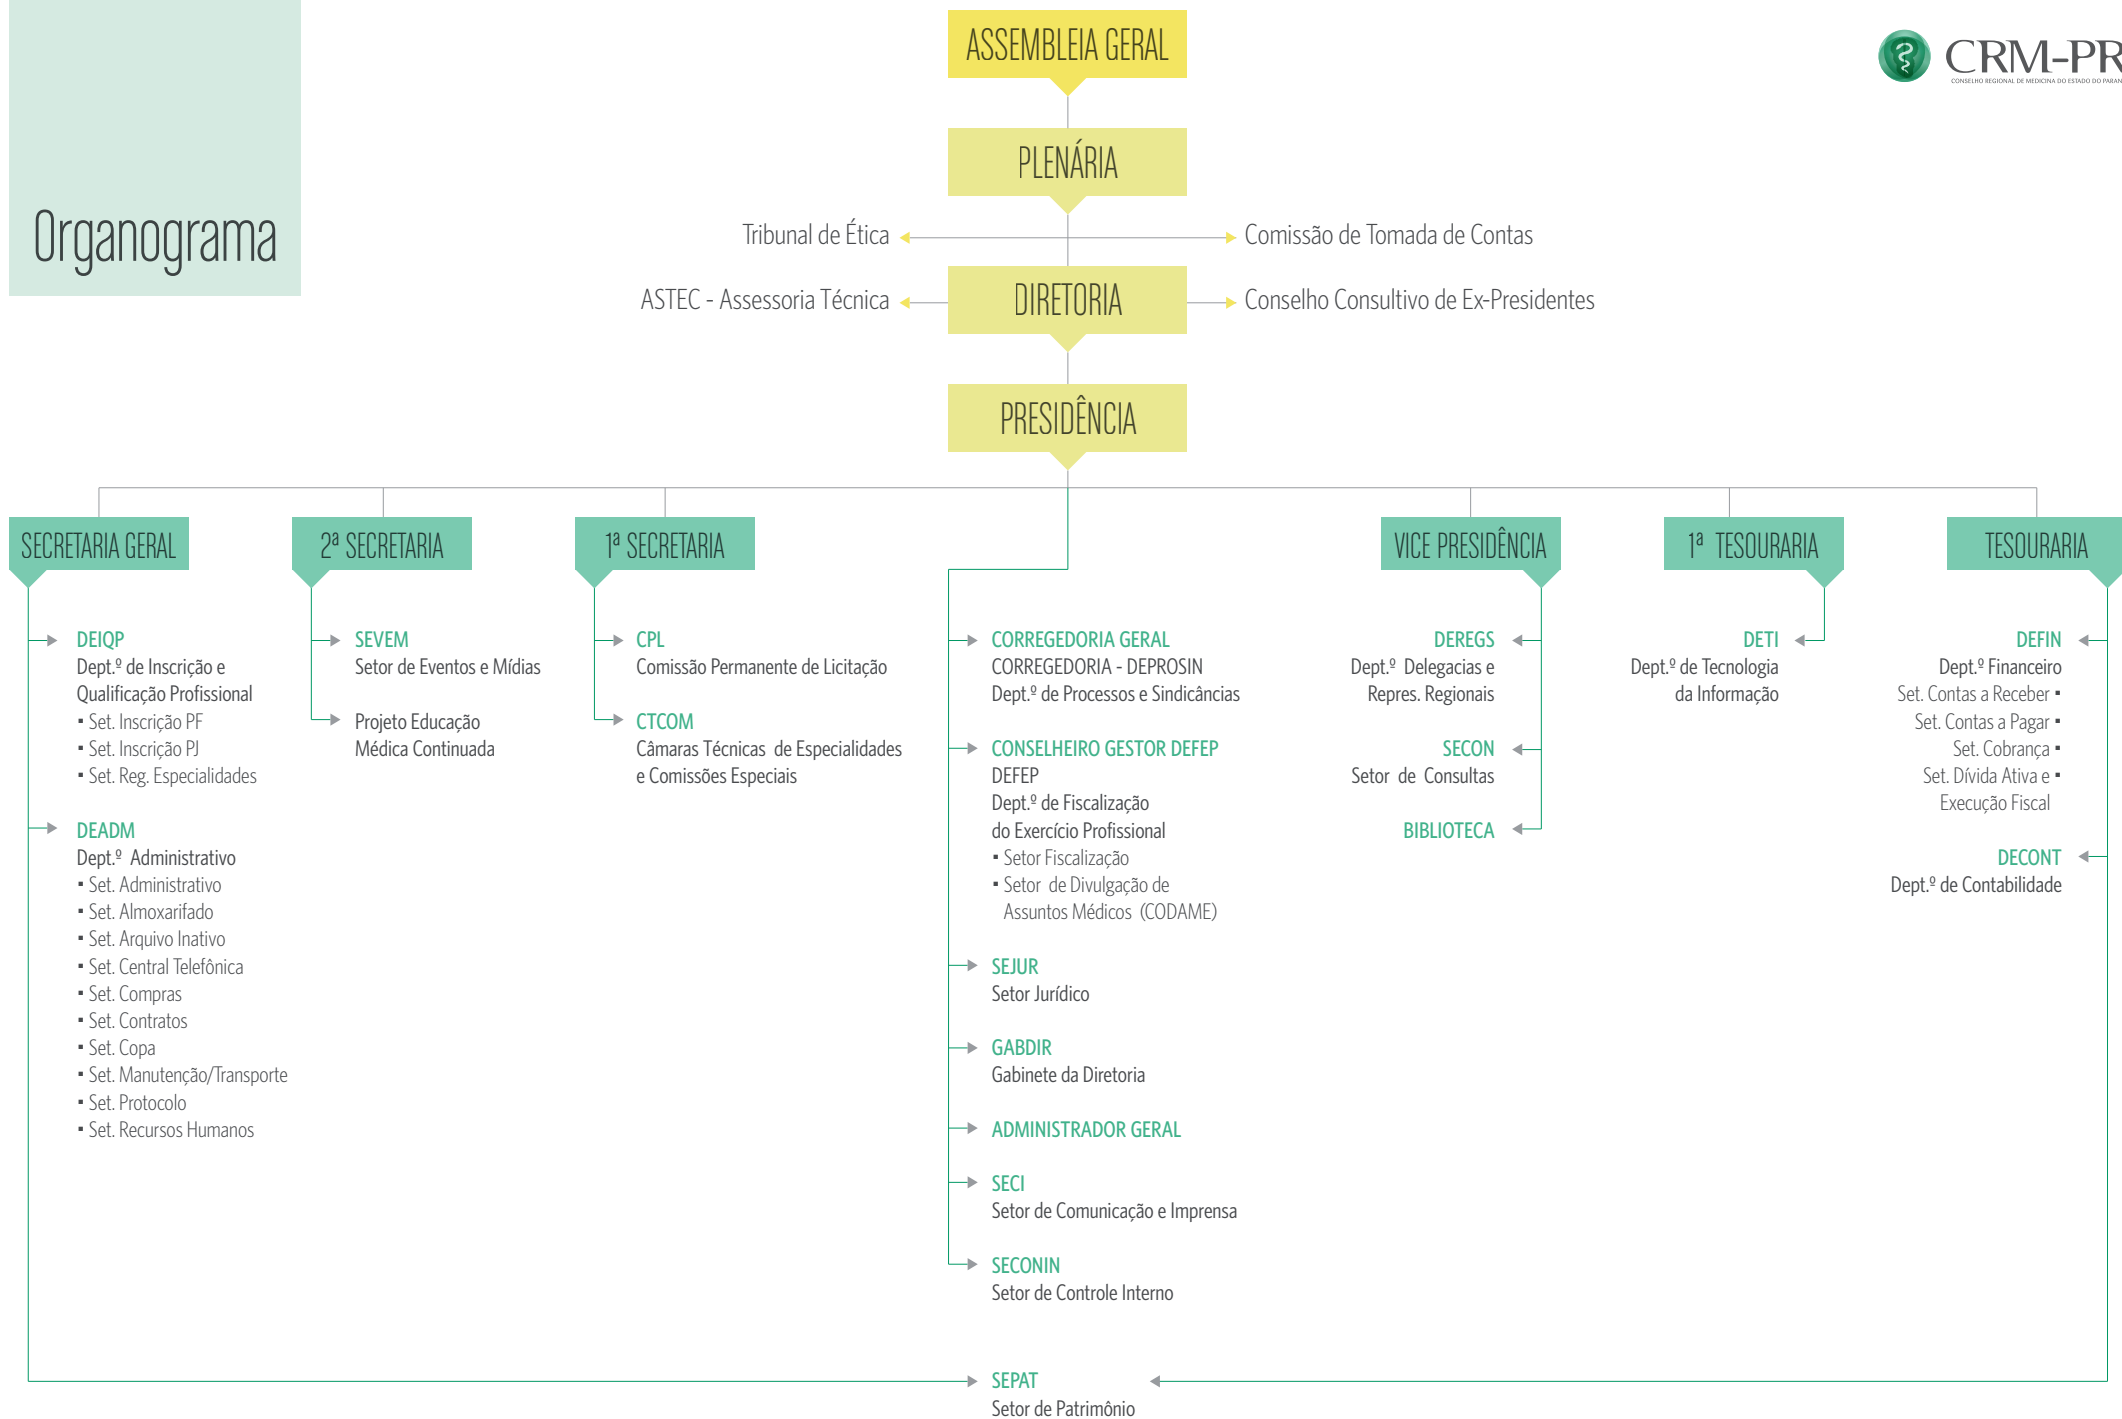 Organograma
ASSEMBLEIA GERAL
CRM-PR
CONSELHO REGIONAL DE MEDICINA DO ESTADO DO PARAN
PLENÁRIA
Tribunal de Ética
Comissão de Tomada de Contas
ASTEC - Assessoria Técnica
DIRETORIA
Conselho Consultivo de Ex-Presidentes
PRESIDÊNCIA
SECRETARIA GERAL
DEIQP
Dept.º de Inscrição e
Qualificação Profissional
▪ Set. Inscrição PF
▪ Set. Inscrição PJ
▪ Set. Reg. Especialidades
DEADM
Dept.º Administrativo
▪ Set. Administrativo
▪ Set. Almoxarifado
▪ Set. Arquivo Inativo
▪ Set. Central Telefônica
▪ Set. Compras
▪ Set. Contratos
▪ Set. Copa
▪ Set. Manutenção/Transporte
▪ Set. Protocolo
▪ Set. Recursos Humanos
2ª SECRETARIA
SEVEM
Setor de Eventos e Mídias
Projeto Educação
Médica Continuada
1ª SECRETARIA
CPL
Comissão Permanente de Licitação
CTCOM
Câmaras Técnicas de Especialidades
e Comissões Especiais
CORREGEDORIA GERAL
CORREGEDORIA - DEPROSIN
Dept.º de Processos e Sindicâncias
CONSELHEIRO GESTOR DEFEP
DEFEP
Dept.º de Fiscalização
do Exercício Profissional
▪ Setor Fiscalização
▪ Setor de Divulgação de
Assuntos Médicos (CODAME)
SEJUR
Setor Jurídico
GABDIR
Gabinete da Diretoria
ADMINISTRADOR GERAL
SECI
Setor de Comunicação e Imprensa
SECONIN
Setor de Controle Interno
VICE PRESIDÊNCIA
DEREGS
Dept.º Delegacias e
Repres. Regionais
SECON
Setor de Consultas
BIBLIOTECA
1ª TESOURARIA
DETI
Dept.º de Tecnologia
da Informação
TESOURARIA
DEFIN
Dept.º Financeiro
Set. Contas a Receber ▪
Set. Contas a Pagar ▪
Set. Cobrança ▪
Set. Dívida Ativa e ▪
Execução Fiscal
DECONT
Dept.º de Contabilidade
SEPAT
Setor de Patrimônio